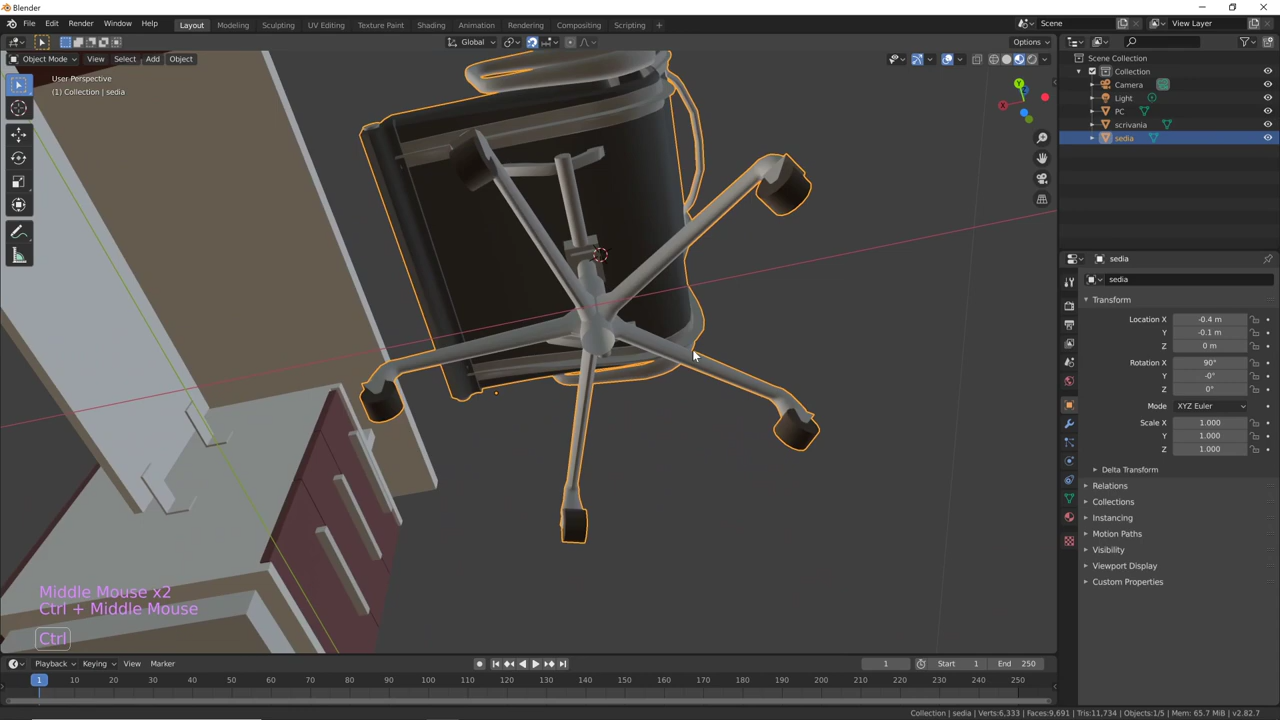 Blender
File Edit Render Window Help
Layout Modeling Sculpting UV Editing Texture Paint Shading Animation Rendering Compositing Scripting +
Scene
View Layer
Global
Options
Object Mode View Select Add Object
User Perspective
(1) Collection | sedia
Y
X
Scene Collection
Collection
Camera
Light
PC
scrivania
sedia
sedia
sedia
Transform
Location X -0.4 m
Y -0.1 m
Z 0 m
Rotation X 90°
Y -0°
Z 0°
Mode XYZ Euler
Scale X 1.000
Y 1.000
Z 1.000
Delta Transform
Relations
Collections
Instancing
Motion Paths
Visibility
Viewport Display
Custom Properties
Middle Mouse x2
Ctrl + Middle Mouse
Ctrl
Playback Keying View Marker
1 Start 1 End 250
1 10 20 30 40 50 60 70 80 90 100 110 120 130 140 150 160 170 180 190 200 210 220 230 240 250
Collection | sedia | Verts:6,333 | Faces:9,691 | Tris:11,734 | Objects:1/5 | Mem: 65.7 MiB | v2.82.7